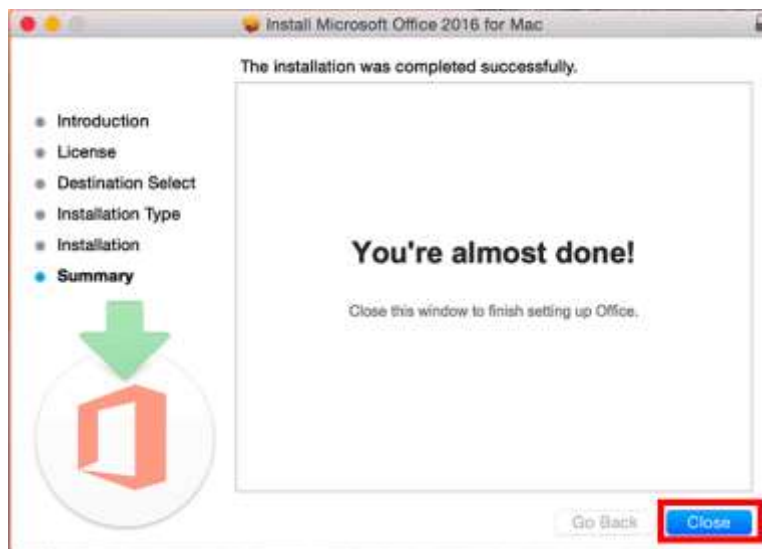 Install Microsoft Office 2016 for Mac
The installation was completed successfully.
Introduction
License
Destination Select
Installation Type
Installation
Summary
You're almost done!
Close this window to finish setting up Office.
Go Back
Close